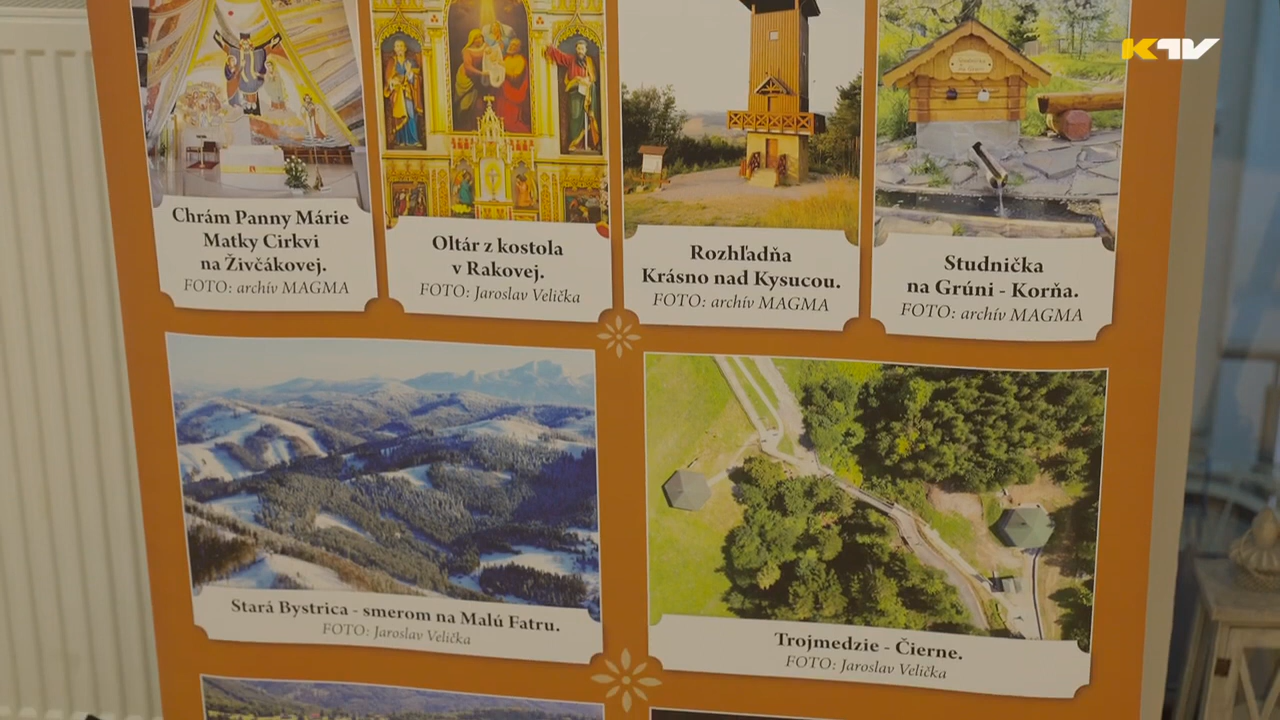 KTV
Chrám Panny Márie
Matky Cirkvi
na Živčákovej.
FOTO: archív MAGMA
Oltár z kostola
v Rakovej.
FOTO: Jaroslav Velička
Rozhľadňa
Krásno nad Kysucou.
FOTO: archív MAGMA
Studnička
na Grúni - Korňa.
FOTO: archív MAGMA
Stará Bystrica - smerom na Malú Fatru.
FOTO: Jaroslav Velička
Trojmedzie - Čierne.
FOTO: Jaroslav Velička